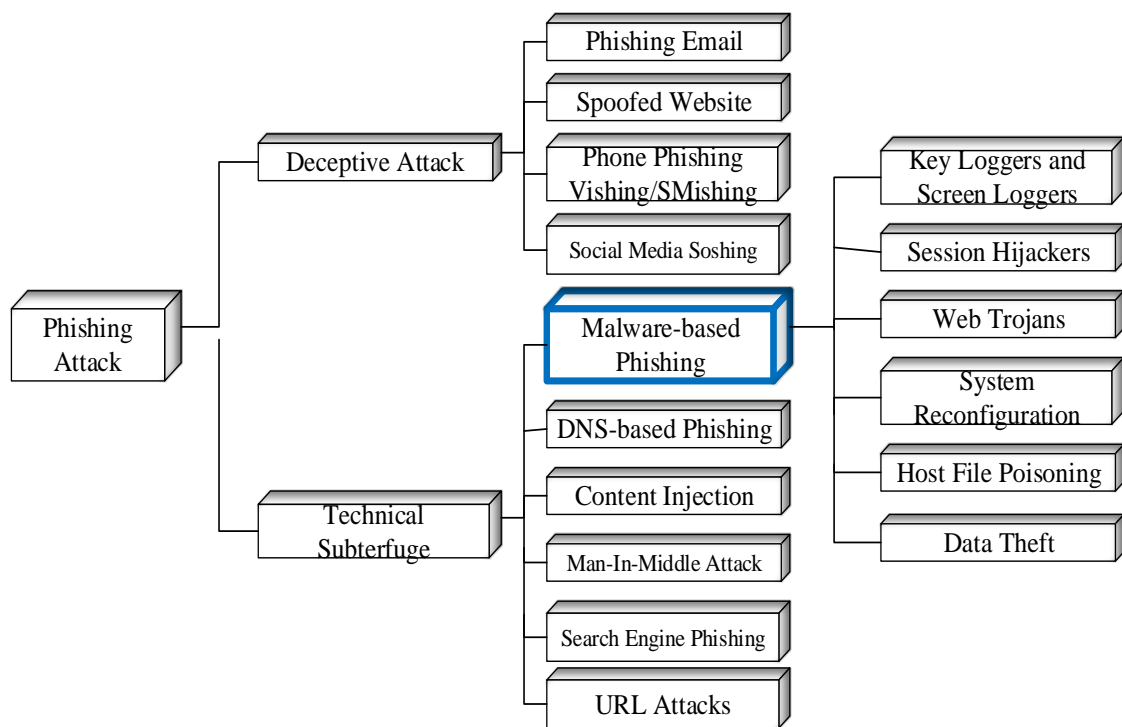 Phishing
Attack
Deceptive Attack
Technical
Subterfuge
Phishing Email
Spoofed Website
Phone Phishing
Vishing/SMishing
Social Media Soshing
Malware-based
Phishing
DNS-based Phishing
Content Injection
Man-In-Middle Attack
Search Engine Phishing
URL Attacks
Key Loggers and
Screen Loggers
Session Hijackers
Web Trojans
System
Reconfiguration
Host File Poisoning
Data Theft